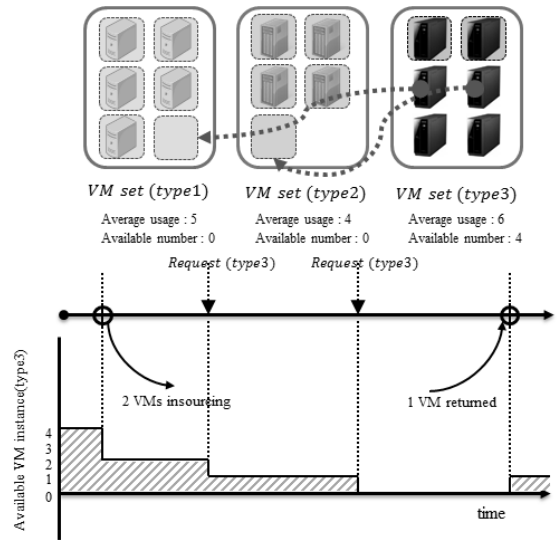 VM set (type1) VM set (type2) VM set (type3)
Average usage : 5 Average usage : 4 Average usage : 6
Available number : 0 Available number : 0 Available number : 4
Request (type3) Request (type3)
2 VMs insourcing 1 VM returned
Available VM instance(type3)
4
3
2
1
0
time